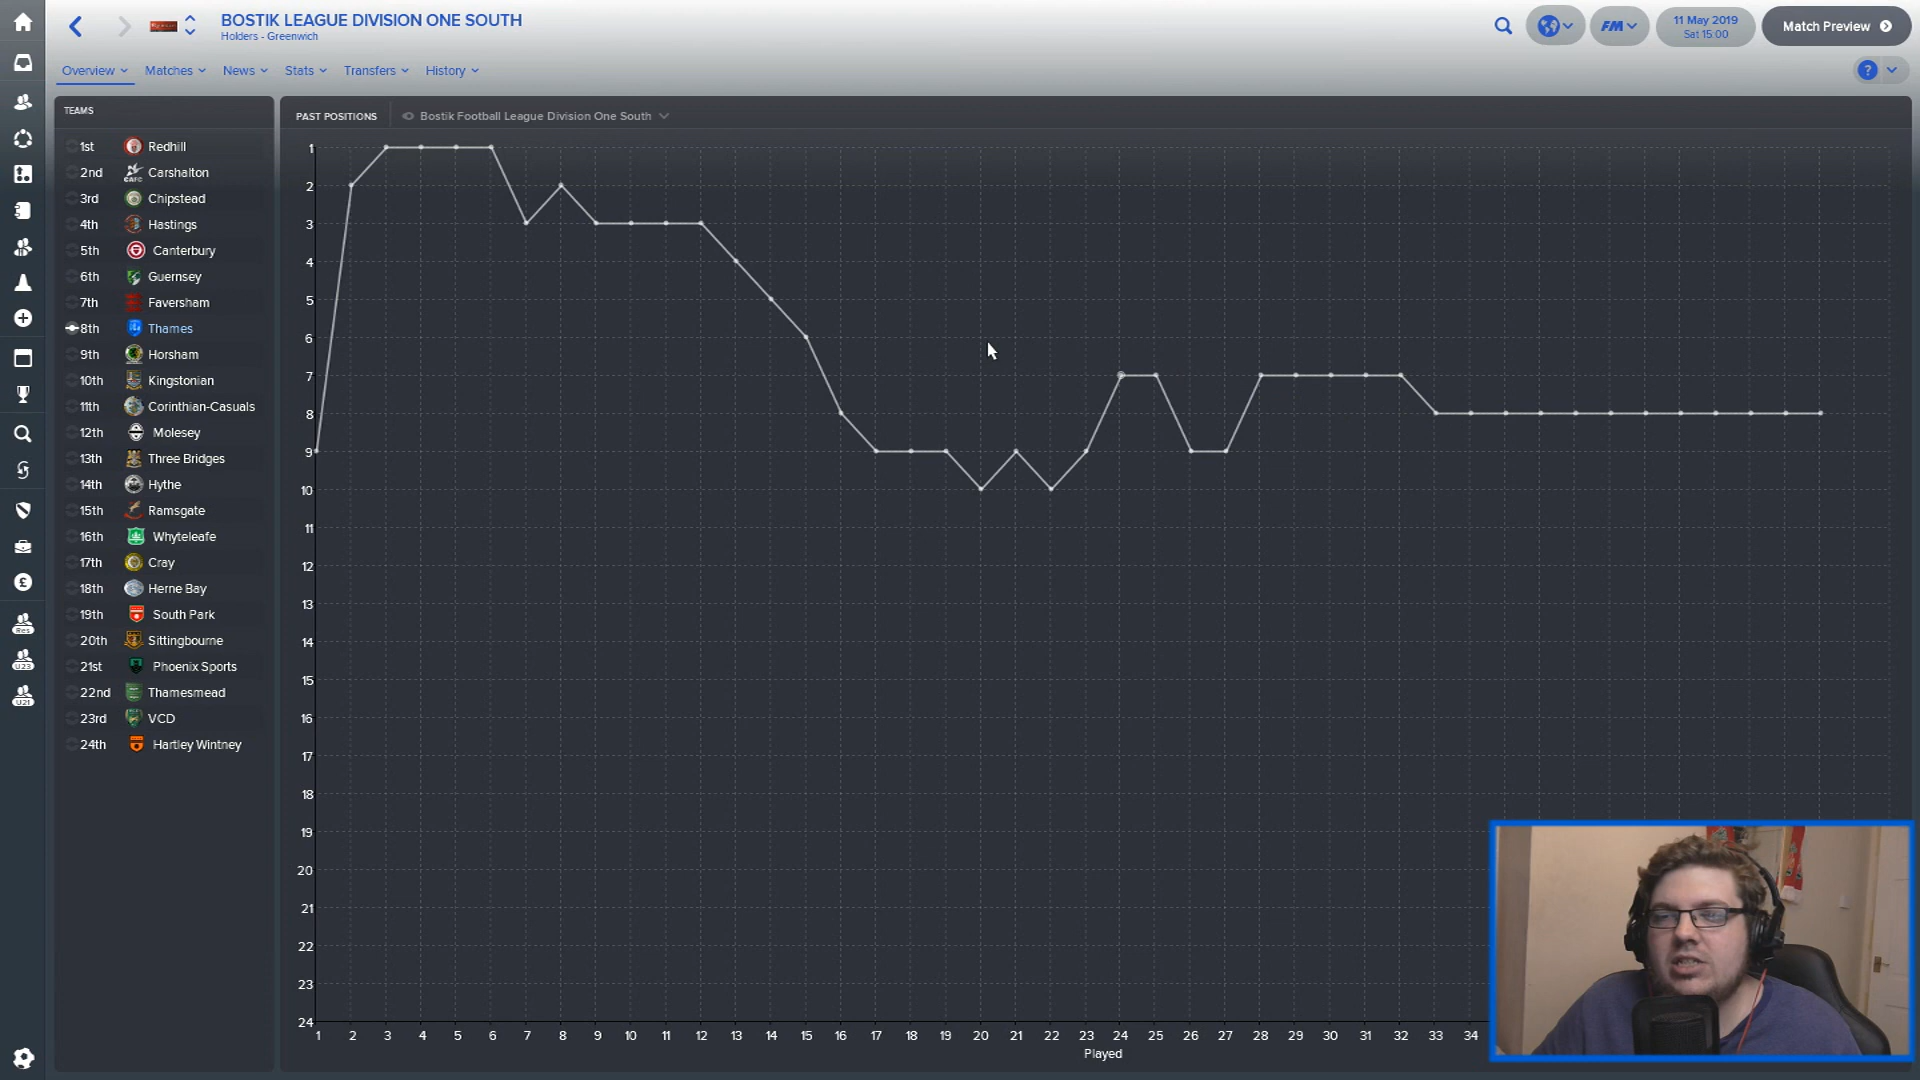 BOSTIK LEAGUE DIVISION ONE SOUTH
Holders - Greenwich
FM
11 May 2019
Sat 15:00
Match Preview
Overview
Matches
News
Stats
Transfers
History
?
TEAMS
1st Redhill
2nd Carshalton
3rd Chipstead
4th Hastings
5th Canterbury
6th Guernsey
7th Faversham
8th Thames
9th Horsham
10th Kingstonian
11th Corinthian-Casuals
12th Molesey
13th Three Bridges
14th Hythe
15th Ramsgate
16th Whyteleafe
17th Cray
18th Herne Bay
19th South Park
20th Sittingbourne
21st Phoenix Sports
22nd Thamesmead
23rd VCD
24th Hartley Wintney
PAST POSITIONS
Bostik Football League Division One South
1
2
3
4
5
6
7
8
9
10
11
12
13
14
15
16
17
18
19
20
21
22
23
24
1 2 3 4 5 6 7 8 9 10 11 12 13 14 15 16 17 18 19 20 21 22 23 24 25 26 27 28 29 30 31 32 33 34
Played
Res
U23
U21